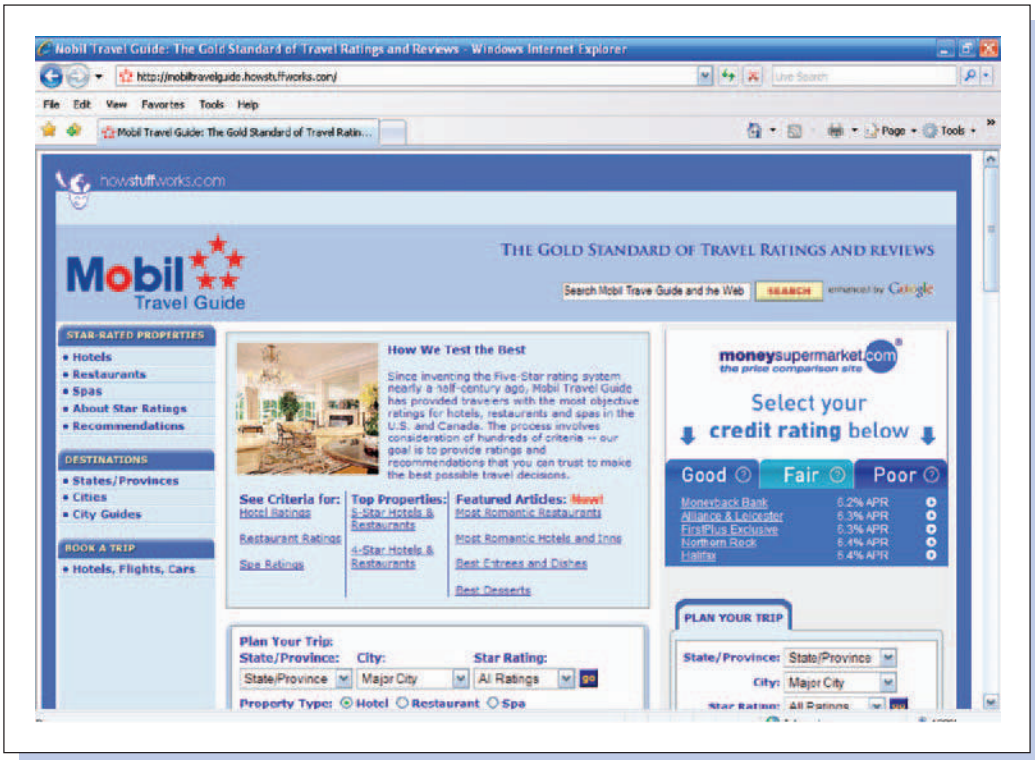 Mobil Travel Guide: The Gold Standard of Travel Ratings and Reviews - Windows Internet Explorer
http://mobiltravelguide.howstuffworks.com/
Live Search
File Edit View Favorites Tools Help
Mobil Travel Guide: The Gold Standard of Travel Ratin...
Page
Tools
howstuffworks.com
THE GOLD STANDARD OF TRAVEL RATINGS AND REVIEWS
Mobil
Travel Guide
Search Mobil Travel Guide and the Web
SEARCH
enhanced by Google
STAR-RATED PROPERTIES
Hotels
Restaurants
Spas
About Star Ratings
Recommendations
DESTINATIONS
States/Provinces
Cities
City Guides
BOOK A TRIP
Hotels, Flights, Cars
How We Test the Best
Since inventing the Five-Star rating system
nearly a half-century ago, Mobil Travel Guide
has provided travelers with the most objective
ratings for hotels, restaurants and spas in the
U.S. and Canada. The process involves
consideration of hundreds of criteria -- our
goal is to provide ratings and
recommendations that you can trust to make
the best possible travel decisions.
See Criteria for:
Hotel Ratings
Restaurant Ratings
Spa Ratings
Top Properties:
5-Star Hotels &
Restaurants
4-Star Hotels &
Restaurants
Featured Articles: New!
Most Romantic Restaurants
Most Romantic Hotels and Inns
Best Entrees and Dishes
Best Desserts
Plan Your Trip:
State/Province: City: Star Rating:
State/Province Major City All Ratings go
Property Type: Hotel Restaurant Spa
moneysupermarket.com
the price comparison site
Select your
credit rating below
Good ? Fair ? Poor ?
Moneyback Bank 6.2% APR
Alliance & Leicester 6.3% APR
FirstPlus Exclusive 6.3% APR
Northern Rock 6.4% APR
Halifax 6.4% APR
PLAN YOUR TRIP
State/Province: State/Province
City: Major City
Star Rating: All Ratings go